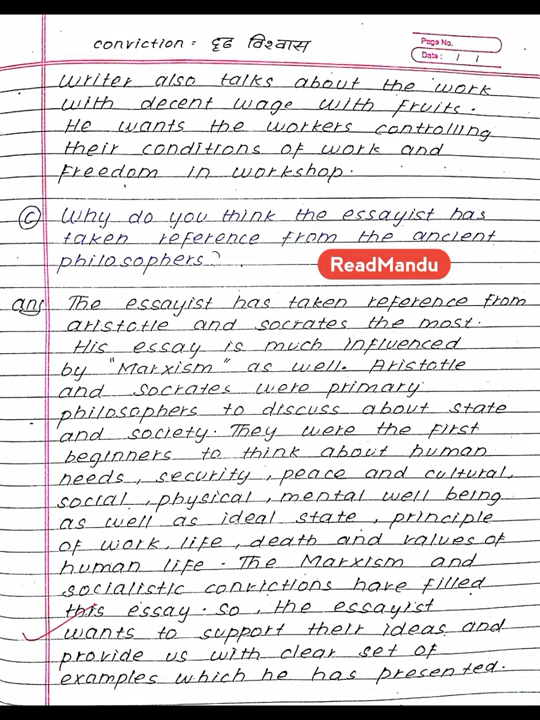 conviction = दृढ विश्वास
Page No.
Date: / /
writer also talks about the work
with decent wage with fruits.
He wants the workers controlling
their conditions of work and
freedom in workshop.
(C) Why do you think the essayist has
taken reference from the ancient
philosophers?
ReadMandu
ans The essayist has taken reference from
aristotle and socrates the most.
His essay is much influenced
by "Marxism" as well. Aristotle
and Socrates were primary
philosophers to discuss about state
and society. They were the first
beginners to think about human
needs, security, peace and cultural,
social, physical, mental well being
as well as ideal state, principle
of work, life, death and values of
human life. The Marxism and
socialistic convictions have filled
this essay. So, the essayist
wants to support their ideas and
provide us with clear set of
examples which he has presented.